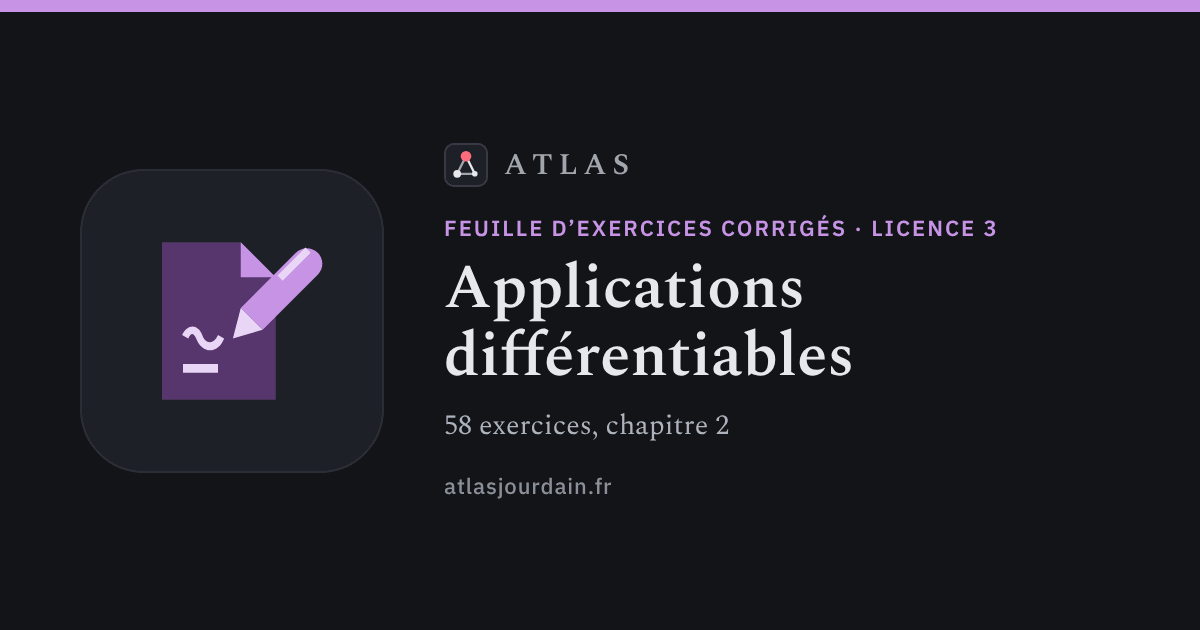 ATLAS
FEUILLE D’EXERCICES CORRIGÉS · LICENCE 3
Applications
différentiables
58 exercices, chapitre 2
atlasjourdain.fr